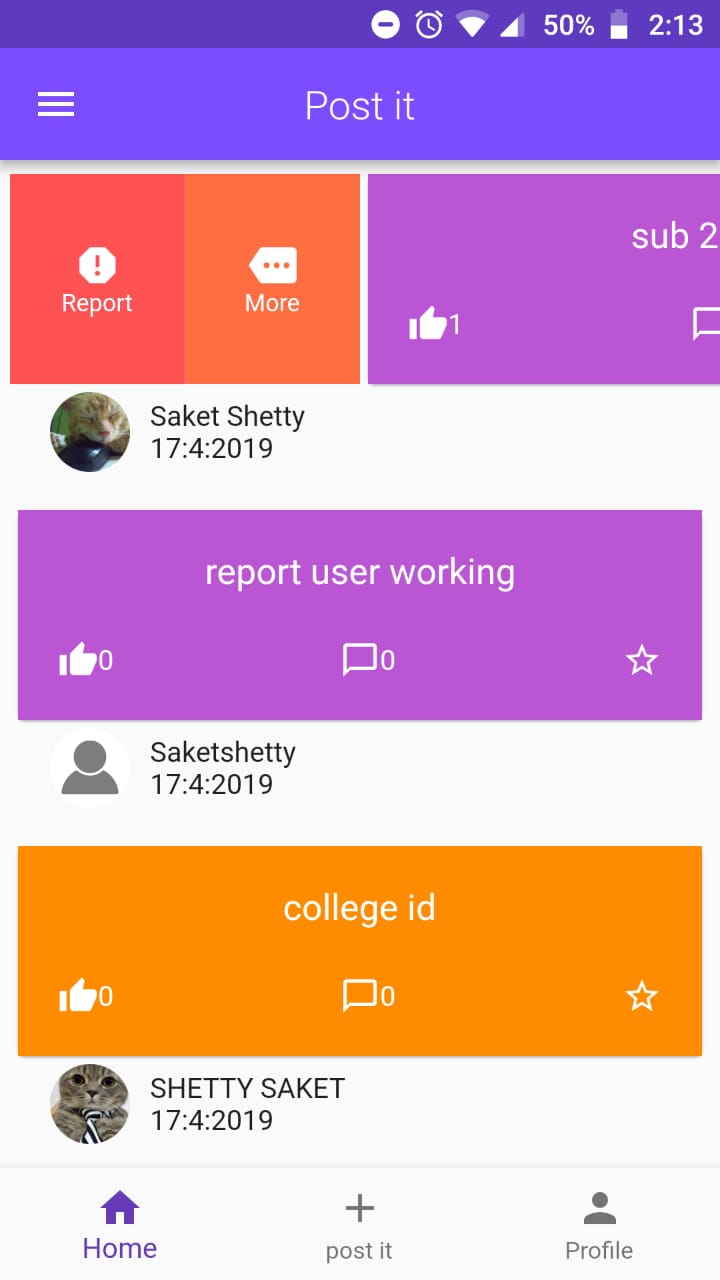 50% 2:13
Post it
sub 2
Report More
1
Saket Shetty
17:4:2019
report user working
0 0
Saketshetty
17:4:2019
college id
0 0
SHETTY SAKET
17:4:2019
Home post it Profile